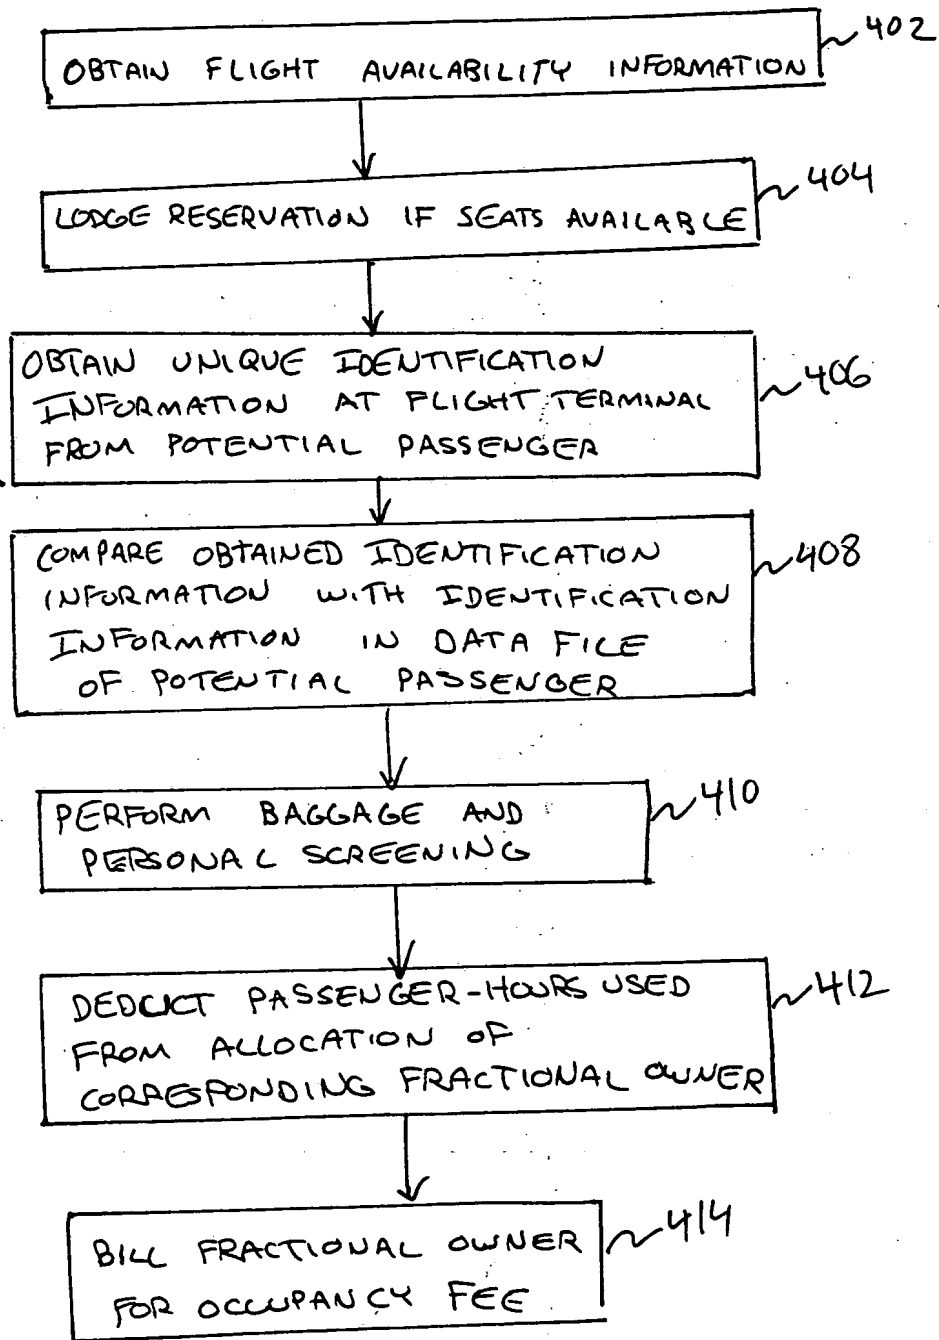 OBTAIN FLIGHT AVAILABILITY INFORMATION
402
LODGE RESERVATION IF SEATS AVAILABLE
404
OBTAIN UNIQUE IDENTIFICATION
INFORMATION AT FLIGHT TERMINAL
FROM POTENTIAL PASSENGER
406
COMPARE OBTAINED IDENTIFICATION
INFORMATION WITH IDENTIFICATION
INFORMATION IN DATA FILE
OF POTENTIAL PASSENGER
408
PERFORM BAGGAGE AND
PERSONAL SCREENING
410
DEDUCT PASSENGER-HOURS USED
FROM ALLOCATION OF
CORRESPONDING FRACTIONAL OWNER
412
BILL FRACTIONAL OWNER
FOR OCCUPANCY FEE
414